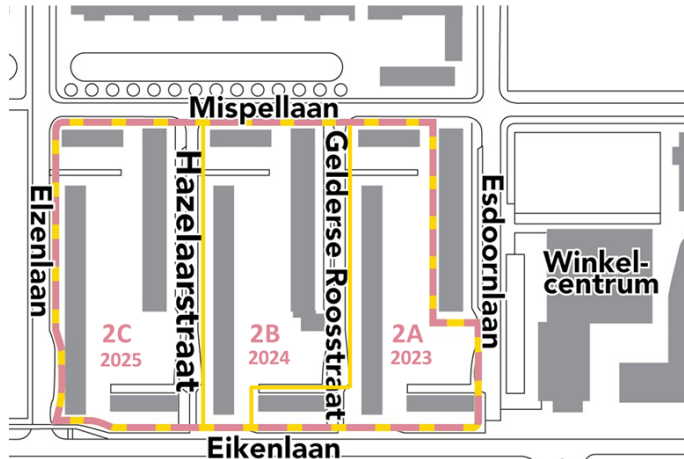 Mispellaan
Elzenlaan
Hazelaarstraat
Gelderse-Roosstraat
Esdoornlaan
Winkel-
centrum
2C
2025
2B
2024
2A
2023
Eikenlaan